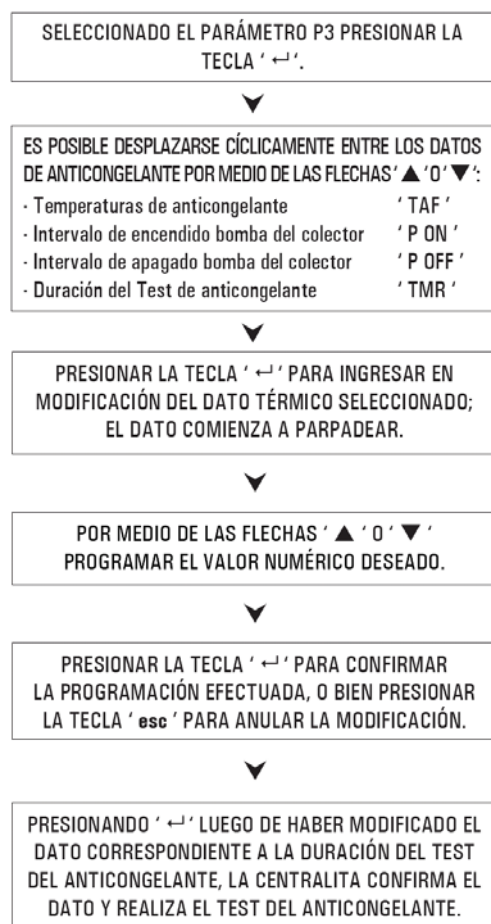 SELECCIONADO EL PARÁMETRO P3 PRESIONAR LA
TECLA ‘ ↵ ‘.
ES POSIBLE DESPLAZARSE CÍCLICAMENTE ENTRE LOS DATOS
DE ANTICONGELANTE POR MEDIO DE LAS FLECHAS ‘ ▲ ‘O‘ ▼ ‘:
- Temperaturas de anticongelante ‘ TAF ’
- Intervalo de encendido bomba del colector ‘ P ON ’
- Intervalo de apagado bomba del colector ‘ P OFF ’
- Duración del Test de anticongelante ‘ TMR ’
PRESIONAR LA TECLA ‘ ↵ ‘ PARA INGRESAR EN
MODIFICACIÓN DEL DATO TÉRMICO SELECCIONADO;
EL DATO COMIENZA A PARPADEAR.
POR MEDIO DE LAS FLECHAS ‘ ▲ ‘ O ‘ ▼ ‘
PROGRAMAR EL VALOR NUMÉRICO DESEADO.
PRESIONAR LA TECLA ‘ ↵ ‘ PARA CONFIRMAR
LA PROGRAMACIÓN EFECTUADA, O BIEN PRESIONAR
LA TECLA ‘ esc ’ PARA ANULAR LA MODIFICACIÓN.
PRESIONANDO ‘ ↵ ‘ LUEGO DE HABER MODIFICADO EL
DATO CORRESPONDIENTE A LA DURACIÓN DEL TEST
DEL ANTICONGELANTE, LA CENTRALITA CONFIRMA EL
DATO Y REALIZA EL TEST DEL ANTICONGELANTE.